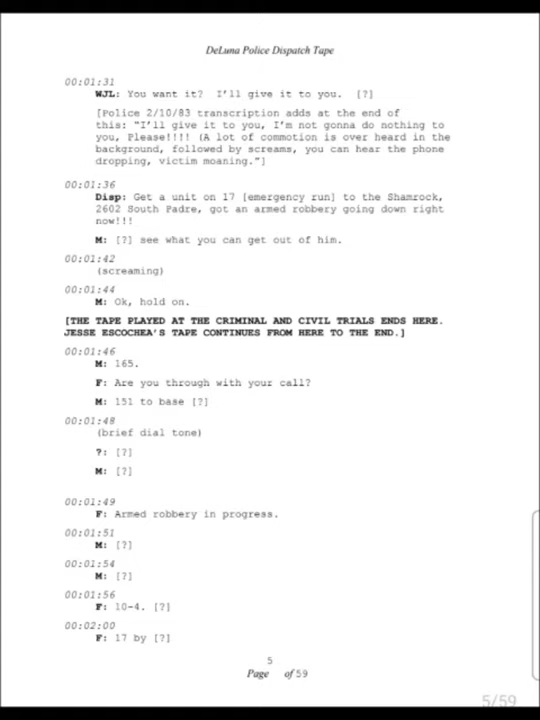 DeLuna Police Dispatch Tape
00:01:31
WJL: You want it? I'll give it to you. [?]
[Police 2/10/83 transcription adds at the end of
this: "I'll give it to you, I'm not gonna do nothing to
you, Please!!!! (A lot of commotion is over heard in the
background, followed by screams, you can hear the phone
dropping, victim moaning."]
00:01:36
Disp: Get a unit on 17 [emergency run] to the Shamrock,
2602 South Padre, got an armed robbery going down right
now!!!
M: [?] see what you can get out of him.
00:01:42
(screaming)
00:01:44
M: Ok, hold on.
[THE TAPE PLAYED AT THE CRIMINAL AND CIVIL TRIALS ENDS HERE.
JESSE ESCOCHEA'S TAPE CONTINUES FROM HERE TO THE END.]
00:01:46
M: 165.
F: Are you through with your call?
M: 151 to base [?]
00:01:48
(brief dial tone)
?: [?]
M: [?]
00:01:49
F: Armed robbery in progress.
00:01:51
M: [?]
00:01:54
M: [?]
00:01:56
F: 10-4. [?]
00:02:00
F: 17 by [?]
5
Page of 59
5/59